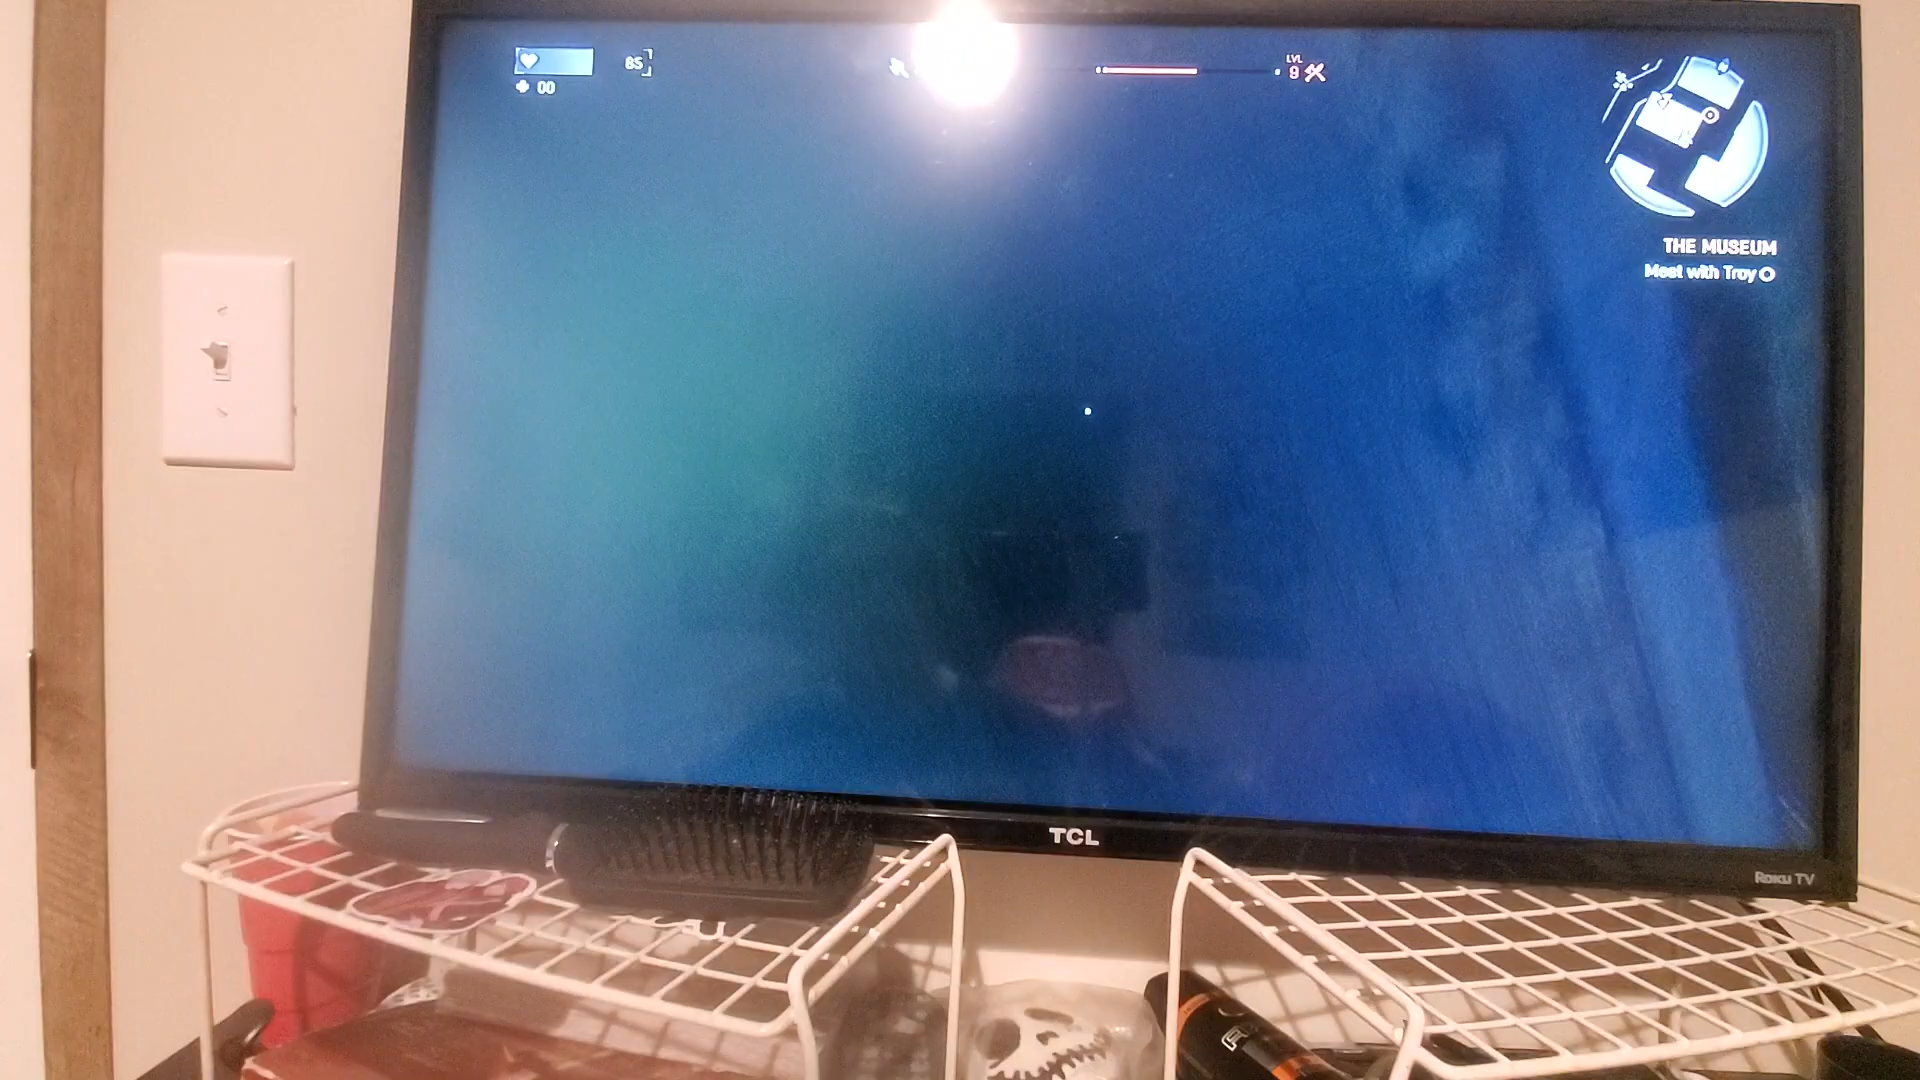 85
00
LVL
9
THE MUSEUM
Meet with Troy
TCL
Roku TV